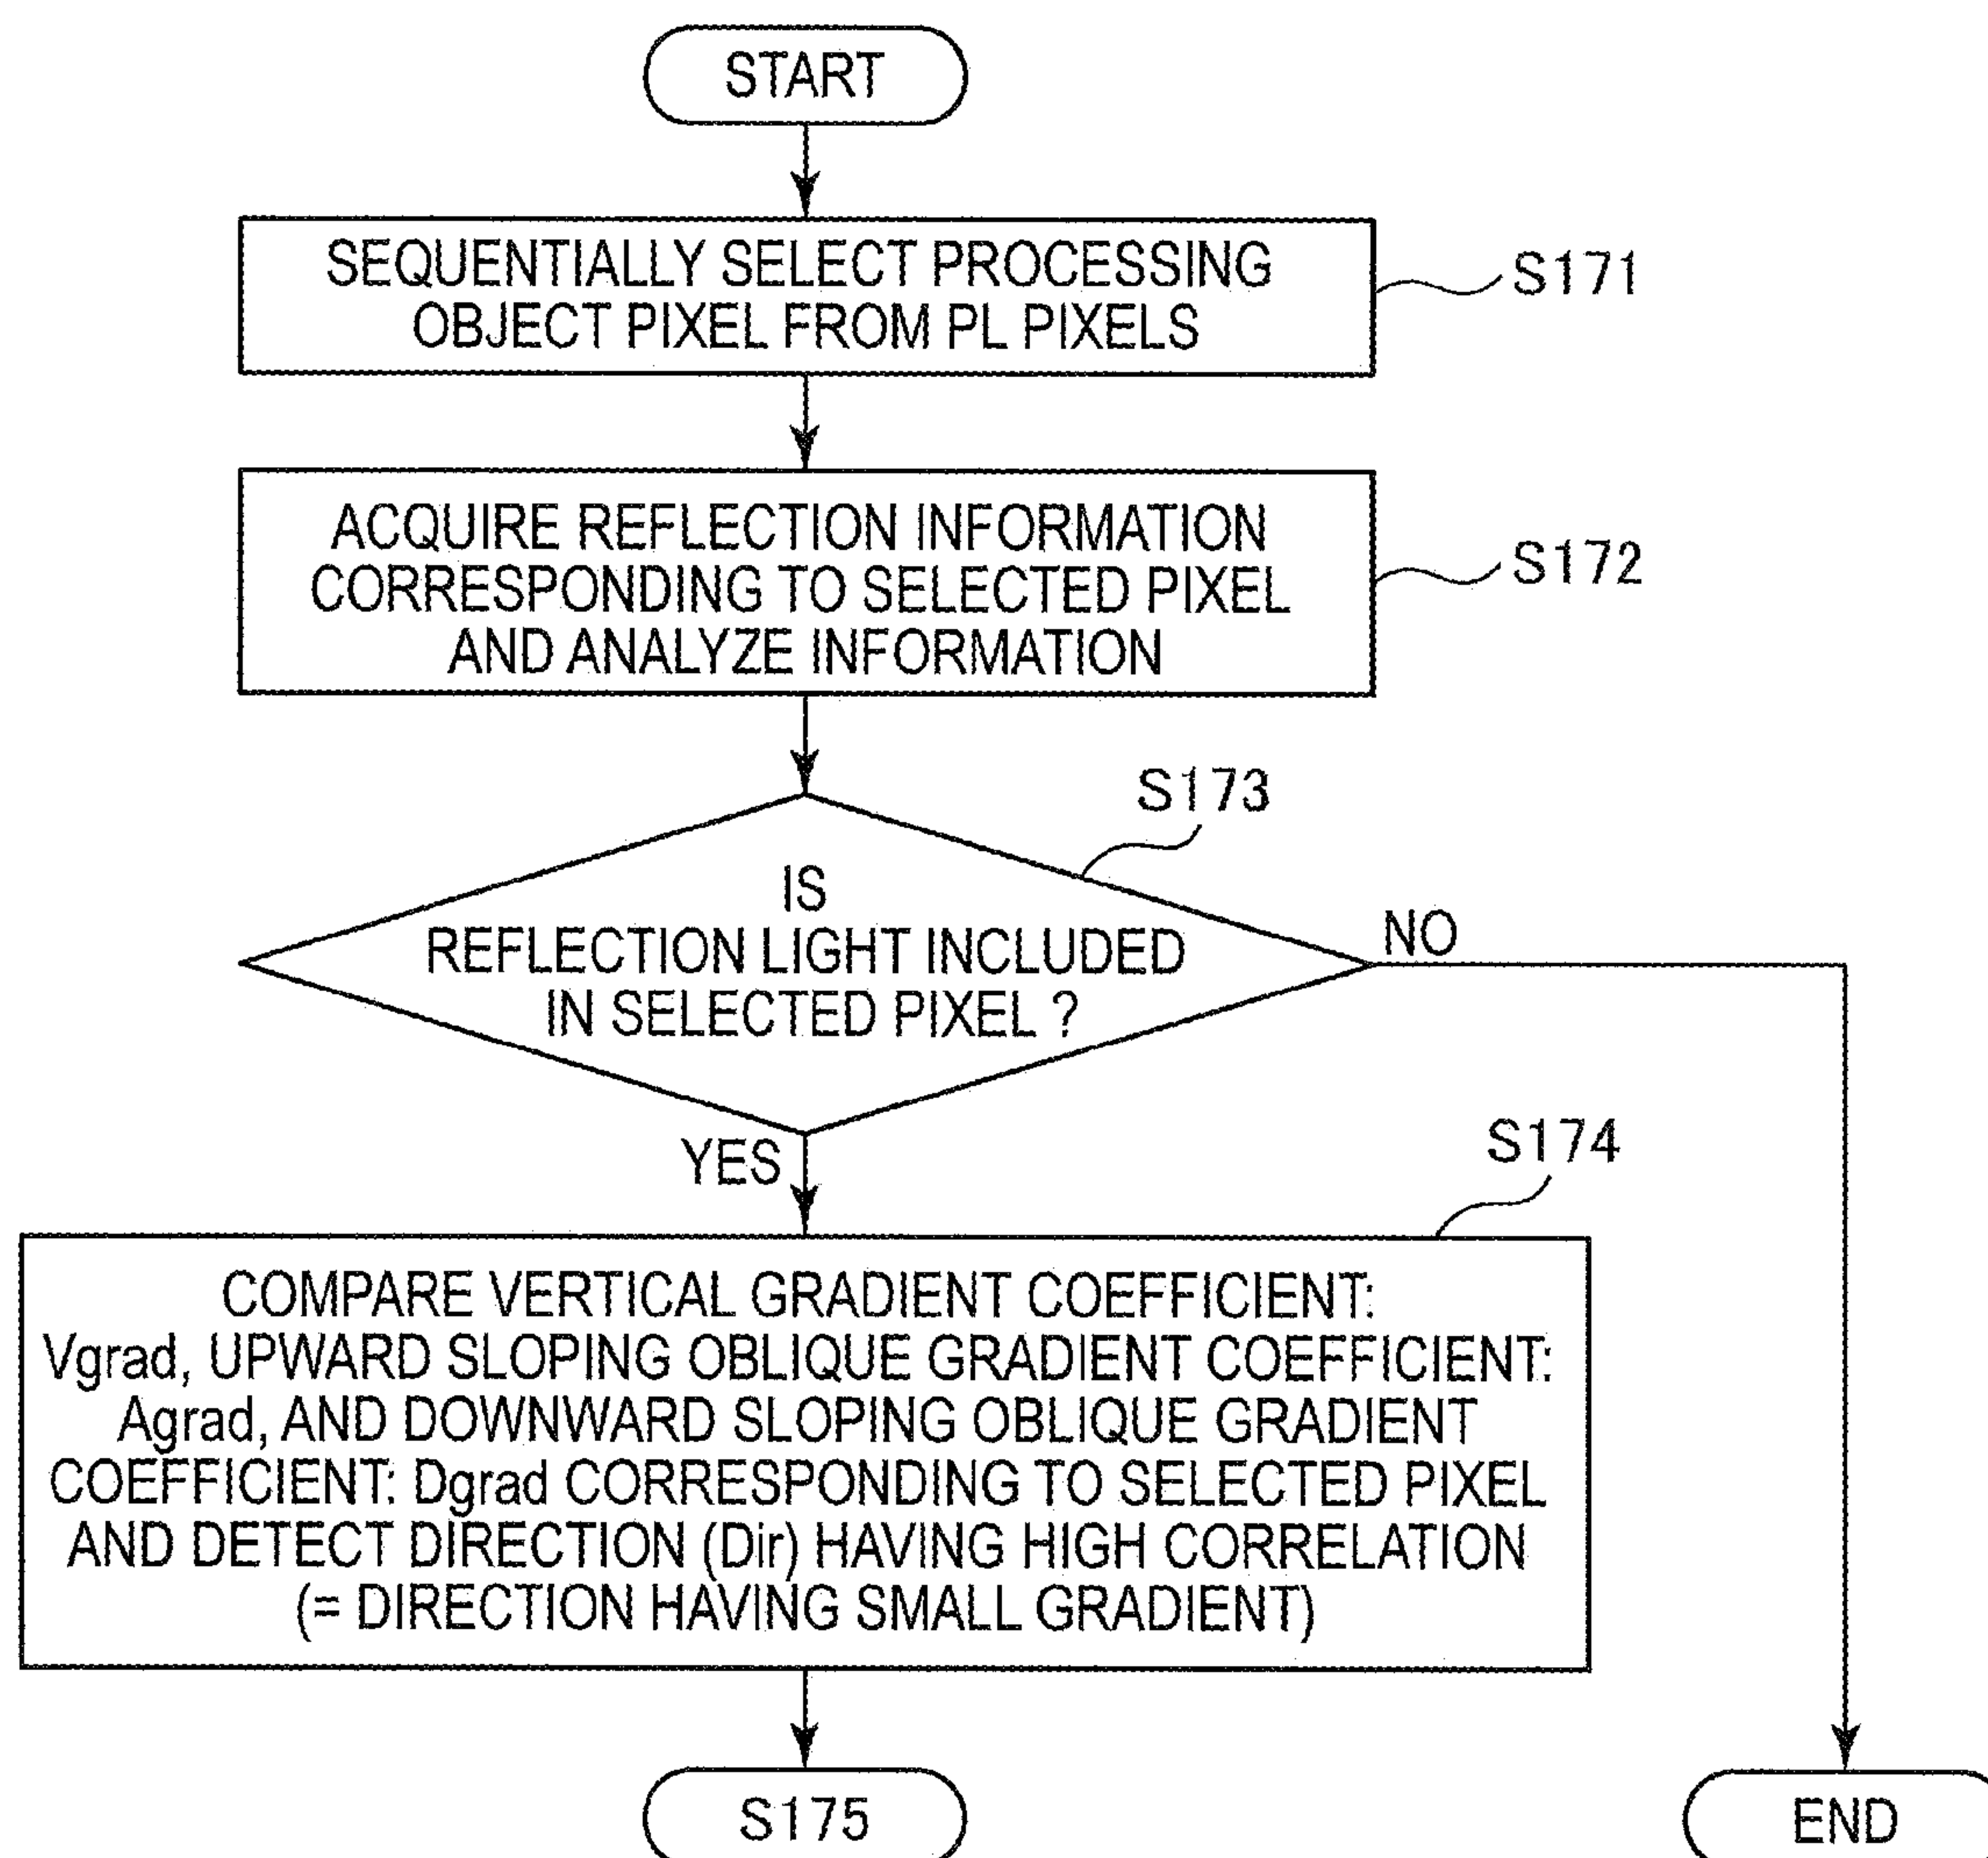 START
SEQUENTIALLY SELECT PROCESSING
OBJECT PIXEL FROM PL PIXELS
S171
ACQUIRE REFLECTION INFORMATION
CORRESPONDING TO SELECTED PIXEL
AND ANALYZE INFORMATION
S172
S173
IS
REFLECTION LIGHT INCLUDED
IN SELECTED PIXEL ?
NO
YES
S174
COMPARE VERTICAL GRADIENT COEFFICIENT:
Vgrad, UPWARD SLOPING OBLIQUE GRADIENT COEFFICIENT:
Agrad, AND DOWNWARD SLOPING OBLIQUE GRADIENT
COEFFICIENT: Dgrad CORRESPONDING TO SELECTED PIXEL
AND DETECT DIRECTION (Dir) HAVING HIGH CORRELATION
(= DIRECTION HAVING SMALL GRADIENT)
S175
END